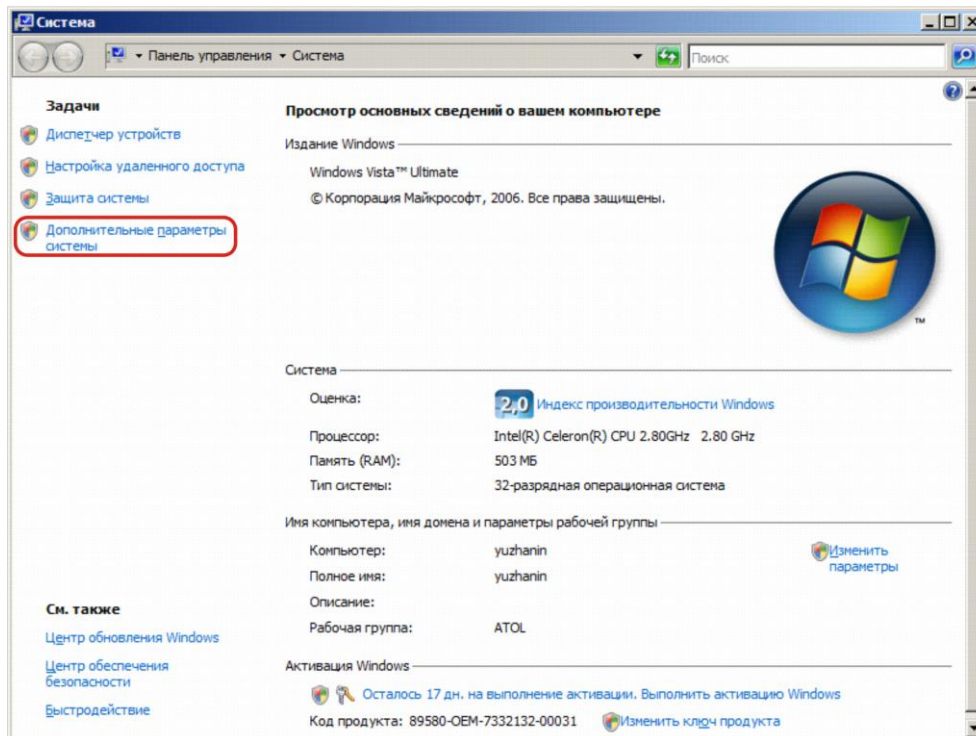 Система
Панель управления Система Поиск
Задачи
Диспетчер устройств
Настройка удаленного доступа
Защита системы
Дополнительные параметры
системы
Просмотр основных сведений о вашем компьютере
Издание Windows
Windows Vista™ Ultimate
© Корпорация Майкрософт, 2006. Все права защищены.
TM
Система
Оценка: 2,0 Индекс производительности Windows
Процессор: Intel(R) Celeron(R) CPU 2.80GHz 2.80 GHz
Память (RAM): 503 МБ
Тип системы: 32-разрядная операционная система
Имя компьютера, имя домена и параметры рабочей группы
Компьютер: yuzhanin
Изменить
параметры
Полное имя: yuzhanin
Описание:
Рабочая группа: ATOL
Активация Windows
Осталось 17 дн. на выполнение активации. Выполнить активацию Windows
Код продукта: 89580-OEM-7332132-00031 Изменить ключ продукта
См. также
Центр обновления Windows
Центр обеспечения
безопасности
Быстродействие